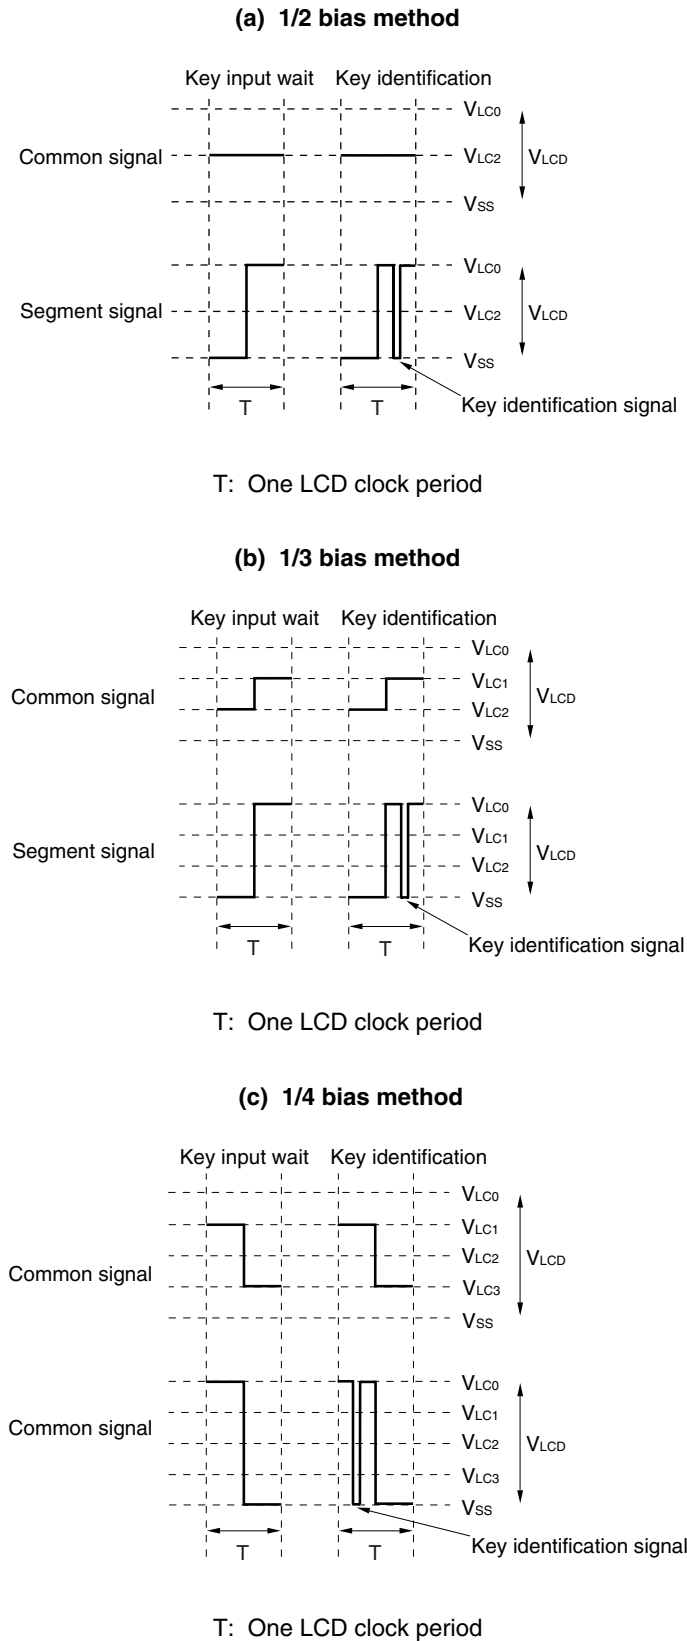 (a) 1/2 bias method
Key input wait Key identification
VLC0
Common signal VLC2 VLCD
VSS
VLC0
Segment signal VLC2 VLCD
VSS
T T Key identification signal
T: One LCD clock period
(b) 1/3 bias method
Key input wait Key identification
VLC0
VLC1
Common signal VLCD
VLC2
VSS
VLC0
VLC1
Segment signal VLCD
VLC2
VSS
T T Key identification signal
T: One LCD clock period
(c) 1/4 bias method
Key input wait Key identification
VLC0
VLC1
VLC2 VLCD
Common signal
VLC3
VSS
VLC0
VLC1
Common signal
VLC2 VLCD
VLC3
VSS
T T Key identification signal
T: One LCD clock period